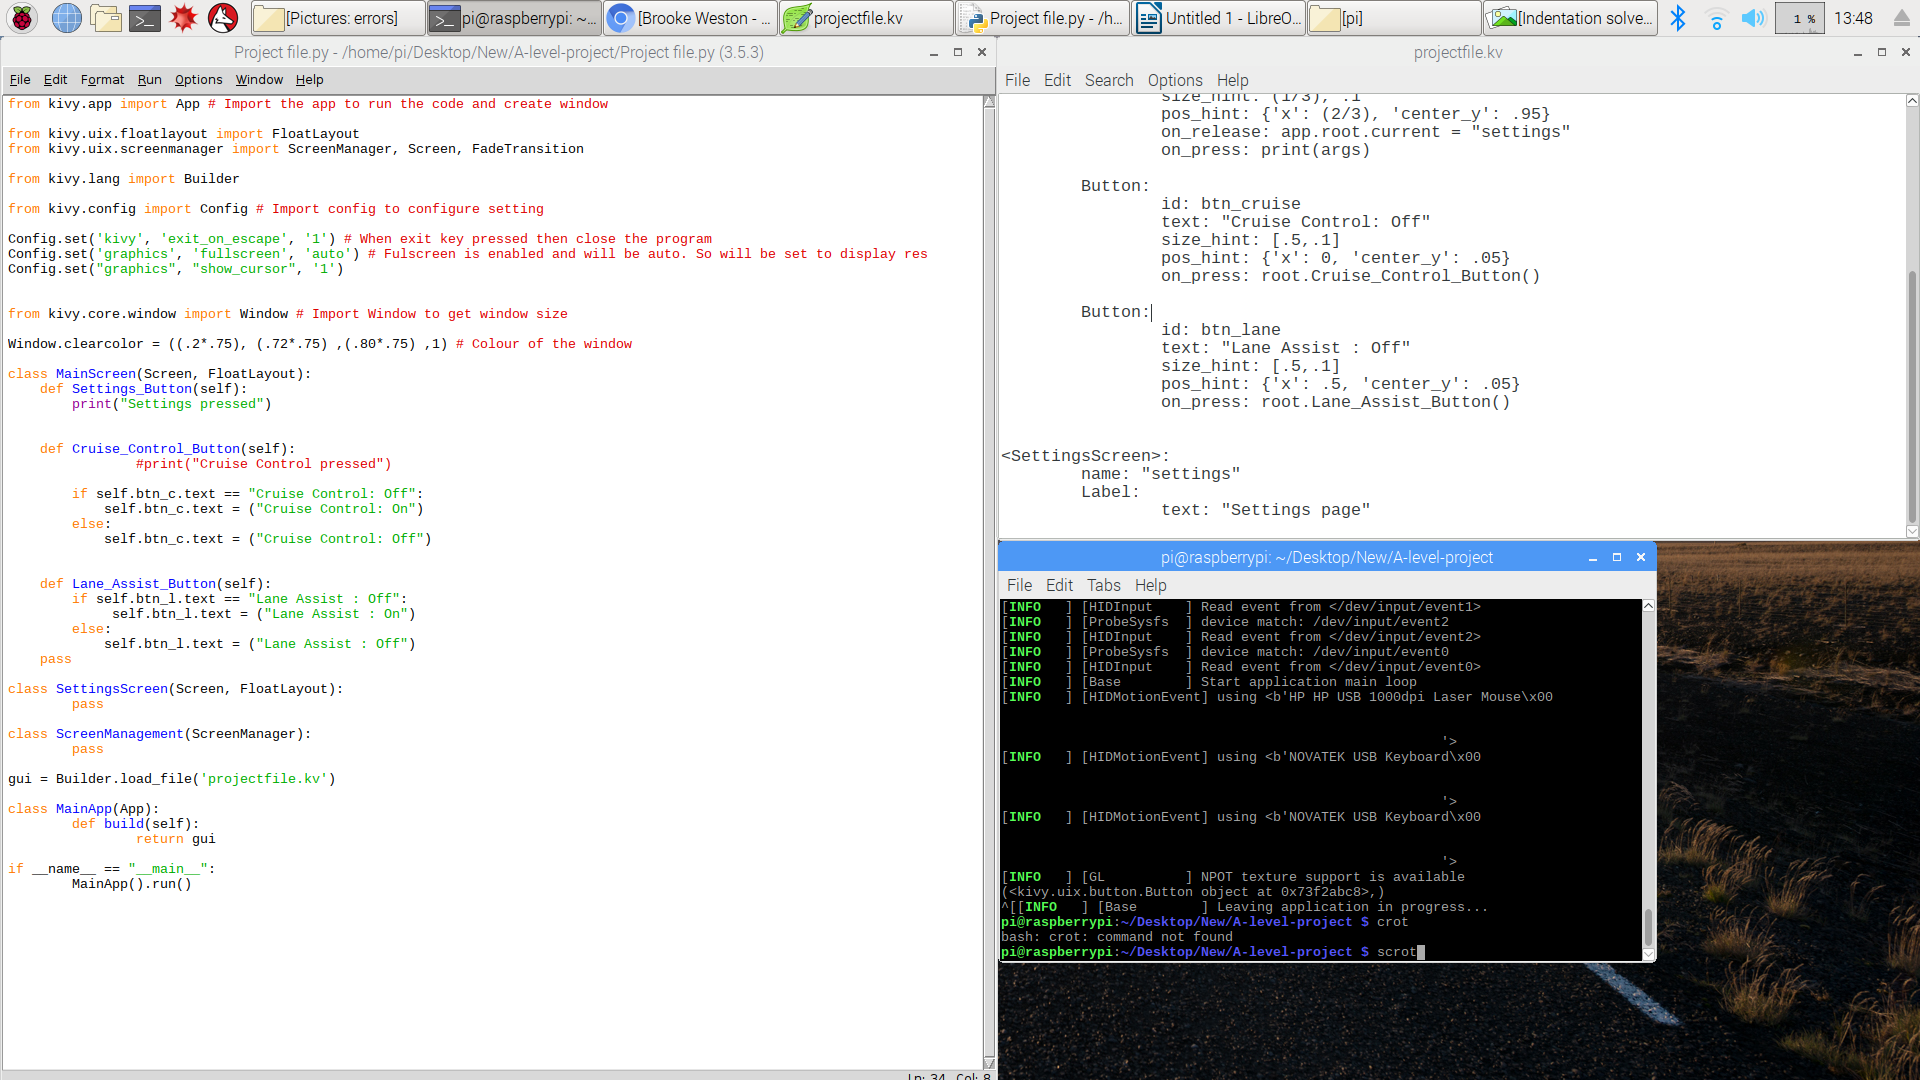 [Pictures: errors]
pi@raspberrypi: ~...
[Brooke Weston - ...
projectfile.kv
Project file.py - /h...
Untitled 1 - LibreO...
[pi]
[Indentation solve...
1 %
13:48
Project file.py - /home/pi/Desktop/New/A-level-project/Project file.py (3.5.3)
File Edit Format Run Options Window Help
from kivy.app import App # Import the app to run the code and create window
from kivy.uix.floatlayout import FloatLayout
from kivy.uix.screenmanager import ScreenManager, Screen, FadeTransition
from kivy.lang import Builder
from kivy.config import Config # Import config to configure setting
Config.set('kivy', 'exit_on_escape', '1') # When exit key pressed then close the program
Config.set('graphics', 'fullscreen', 'auto') # Fulscreen is enabled and will be auto. So will be set to display res
Config.set("graphics", "show_cursor", '1')
from kivy.core.window import Window # Import Window to get window size
Window.clearcolor = ((.2*.75), (.72*.75) ,(.80*.75) ,1) # Colour of the window
class MainScreen(Screen, FloatLayout):
    def Settings_Button(self):
        print("Settings pressed")
    def Cruise_Control_Button(self):
                #print("Cruise Control pressed")
        if self.btn_c.text == "Cruise Control: Off":
            self.btn_c.text = ("Cruise Control: On")
        else:
            self.btn_c.text = ("Cruise Control: Off")
    def Lane_Assist_Button(self):
        if self.btn_l.text == "Lane Assist : Off":
             self.btn_l.text = ("Lane Assist : On")
        else:
            self.btn_l.text = ("Lane Assist : Off")
    pass
class SettingsScreen(Screen, FloatLayout):
        pass
class ScreenManagement(ScreenManager):
        pass
gui = Builder.load_file('projectfile.kv')
class MainApp(App):
        def build(self):
                return gui
if __name__ == "__main__":
        MainApp().run()
Ln: 34 Col: 8
projectfile.kv
File Edit Search Options Help
size_hint: (1/3), .1
pos_hint: {'x': (2/3), 'center_y': .95}
on_release: app.root.current = "settings"
on_press: print(args)
Button:
id: btn_cruise
text: "Cruise Control: Off"
size_hint: [.5,.1]
pos_hint: {'x': 0, 'center_y': .05}
on_press: root.Cruise_Control_Button()
Button:
id: btn_lane
text: "Lane Assist : Off"
size_hint: [.5,.1]
pos_hint: {'x': .5, 'center_y': .05}
on_press: root.Lane_Assist_Button()
<SettingsScreen>:
name: "settings"
Label:
text: "Settings page"
pi@raspberrypi: ~/Desktop/New/A-level-project
File Edit Tabs Help
[INFO   ] [HIDInput    ] Read event from </dev/input/event1>
[INFO   ] [ProbeSysfs  ] device match: /dev/input/event2
[INFO   ] [HIDInput    ] Read event from </dev/input/event2>
[INFO   ] [ProbeSysfs  ] device match: /dev/input/event0
[INFO   ] [HIDInput    ] Read event from </dev/input/event0>
[INFO   ] [Base        ] Start application main loop
[INFO   ] [HIDMotionEvent] using <b'HP HP USB 1000dpi Laser Mouse\x00
'>
[INFO   ] [HIDMotionEvent] using <b'NOVATEK USB Keyboard\x00
'>
[INFO   ] [HIDMotionEvent] using <b'NOVATEK USB Keyboard\x00
'>
[INFO   ] [GL          ] NPOT texture support is available
(<kivy.uix.button.Button object at 0x73f2abc8>,)
^[[INFO   ] [Base        ] Leaving application in progress...
pi@raspberrypi:~/Desktop/New/A-level-project $ crot
bash: crot: command not found
pi@raspberrypi:~/Desktop/New/A-level-project $ scrot